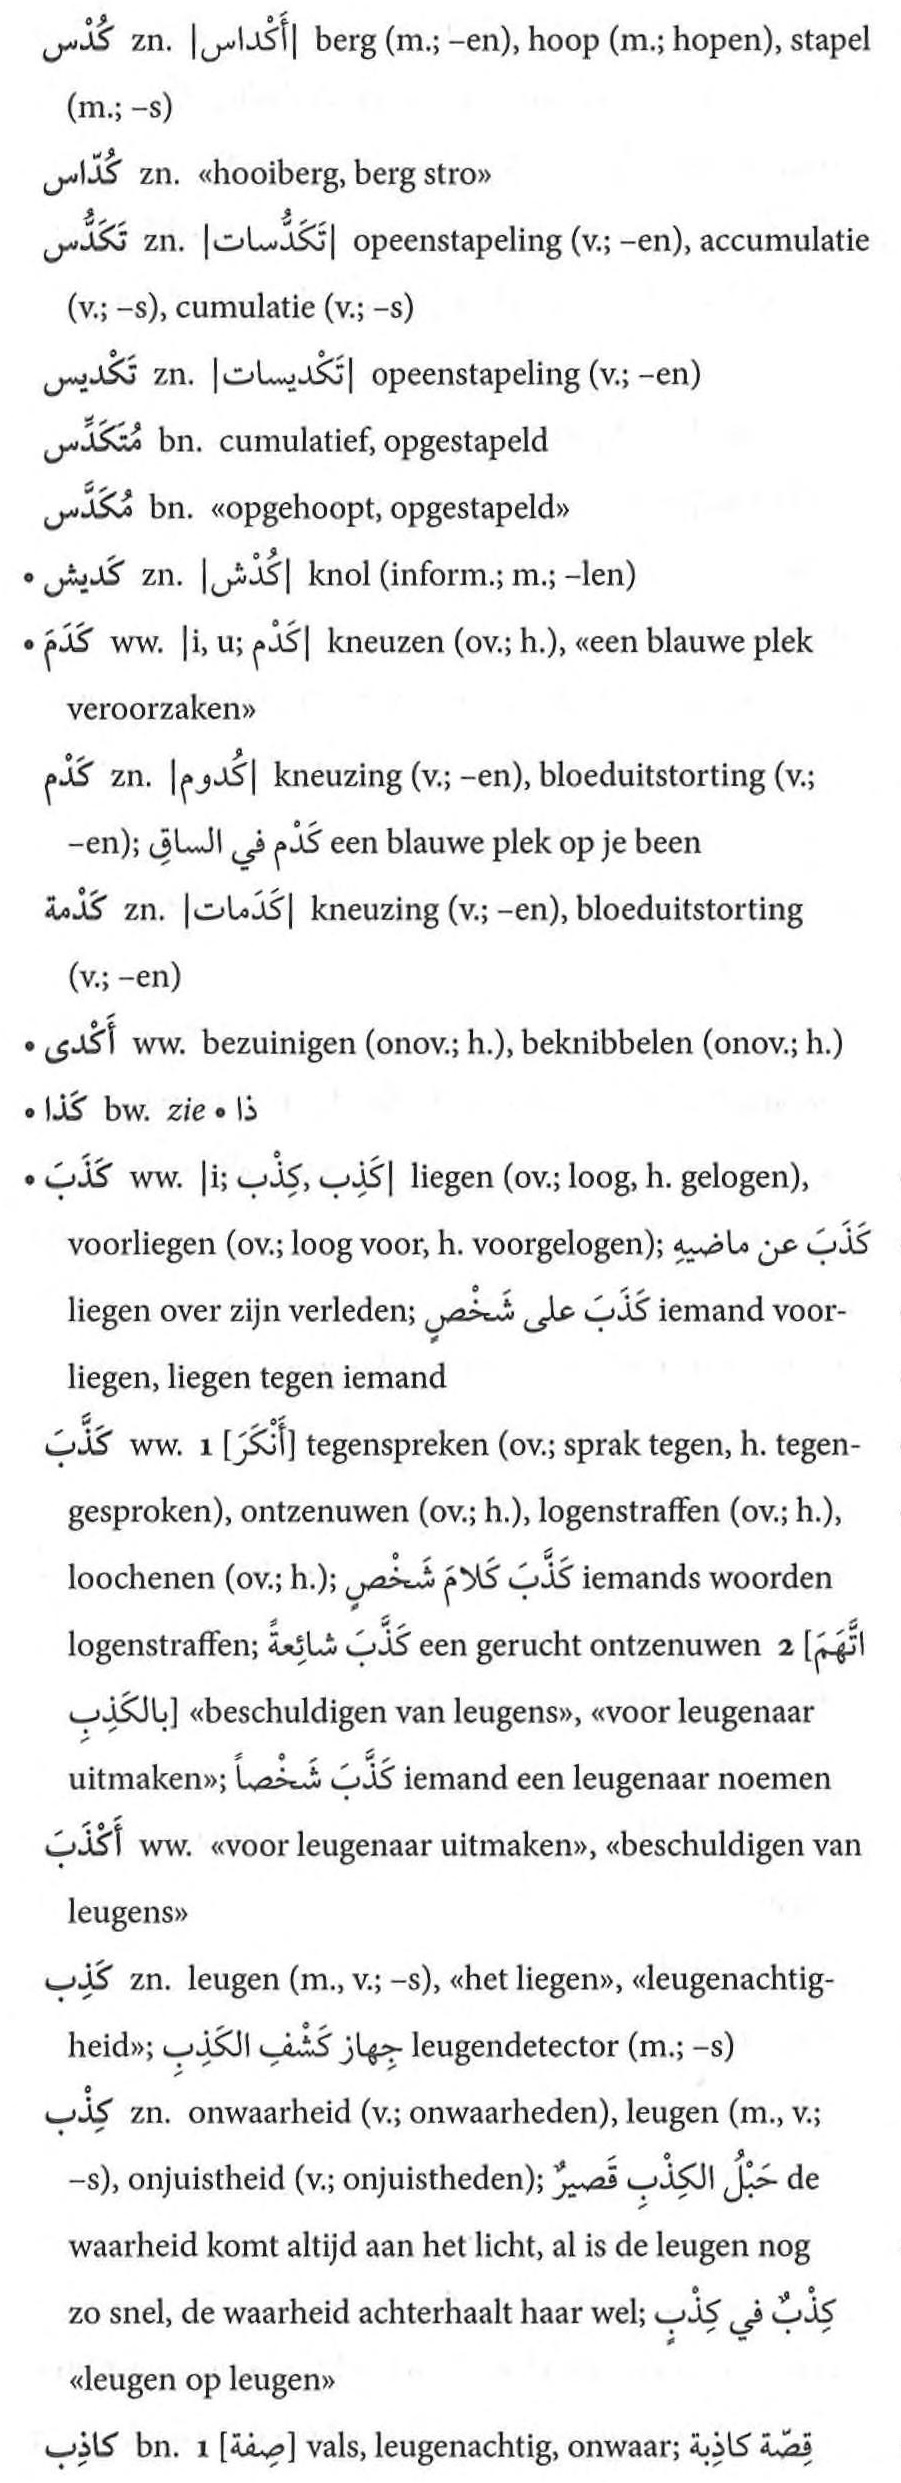 كُدْس zn. |أَكْداس| berg (m.; –en), hoop (m.; hopen), stapel
(m.; –s)
كُدّاس zn. «hooiberg, berg stro»
تَكَدُّس zn. |تَكَدُّسات| opeenstapeling (v.; –en), accumulatie
(v.; –s), cumulatie (v.; –s)
تَكْديس zn. |تَكْديسات| opeenstapeling (v.; –en)
مُتَكَدِّس bn. cumulatief, opgestapeld
مُكَدَّس bn. «opgehoopt, opgestapeld»
• كَديش zn. |كُدْش| knol (inform.; m.; –len)
• كَدَمَ ww. |i, u; كَدْم| kneuzen (ov.; h.), «een blauwe plek
veroorzaken»
كَدْم zn. |كُدوم| kneuzing (v.; –en), bloeduitstorting (v.;
–en); كَدْم في الساقِ een blauwe plek op je been
كَدْمة zn. |كَدَمات| kneuzing (v.; –en), bloeduitstorting
(v.; –en)
• أَكْدى ww. bezuinigen (onov.; h.), beknibbelen (onov.; h.)
• كَذا bw. zie • ذا
• كَذَبَ ww. |i; كَذِب, كِذْب| liegen (ov.; loog, h. gelogen),
voorliegen (ov.; loog voor, h. voorgelogen); كَذَبَ عن ماضيهِ
liegen over zijn verleden; كَذَبَ على شَخْصٍ iemand voor-
liegen, liegen tegen iemand
كَذَّبَ ww. 1 [أَنْكَرَ] tegenspreken (ov.; sprak tegen, h. tegen-
gesproken), ontzenuwen (ov.; h.), logenstraffen (ov.; h.),
loochenen (ov.; h.); كَذَّبَ كَلامَ شَخْصٍ iemands woorden
logenstraffen; كَذَّبَ شائِعةً een gerucht ontzenuwen 2 [اتَّهَمَ
بالكَذِبِ] «beschuldigen van leugens», «voor leugenaar
uitmaken»; كَذَّبَ شَخْصاً iemand een leugenaar noemen
أَكْذَبَ ww. «voor leugenaar uitmaken», «beschuldigen van
leugens»
كَذِب zn. leugen (m., v.; –s), «het liegen», «leugenachtig-
heid»; جِهاز كَشْفِ الكَذِبِ leugendetector (m.; –s)
كِذْب zn. onwaarheid (v.; onwaarheden), leugen (m., v.;
–s), onjuistheid (v.; onjuistheden); حَبْلُ الكِذْبِ قَصيرٌ de
waarheid komt altijd aan het licht, al is de leugen nog
zo snel, de waarheid achterhaalt haar wel; كِذْبٌ في كِذْبٍ
«leugen op leugen»
كاذِب bn. 1 [صِفة] vals, leugenachtig, onwaar; قِصّة كاذِبة